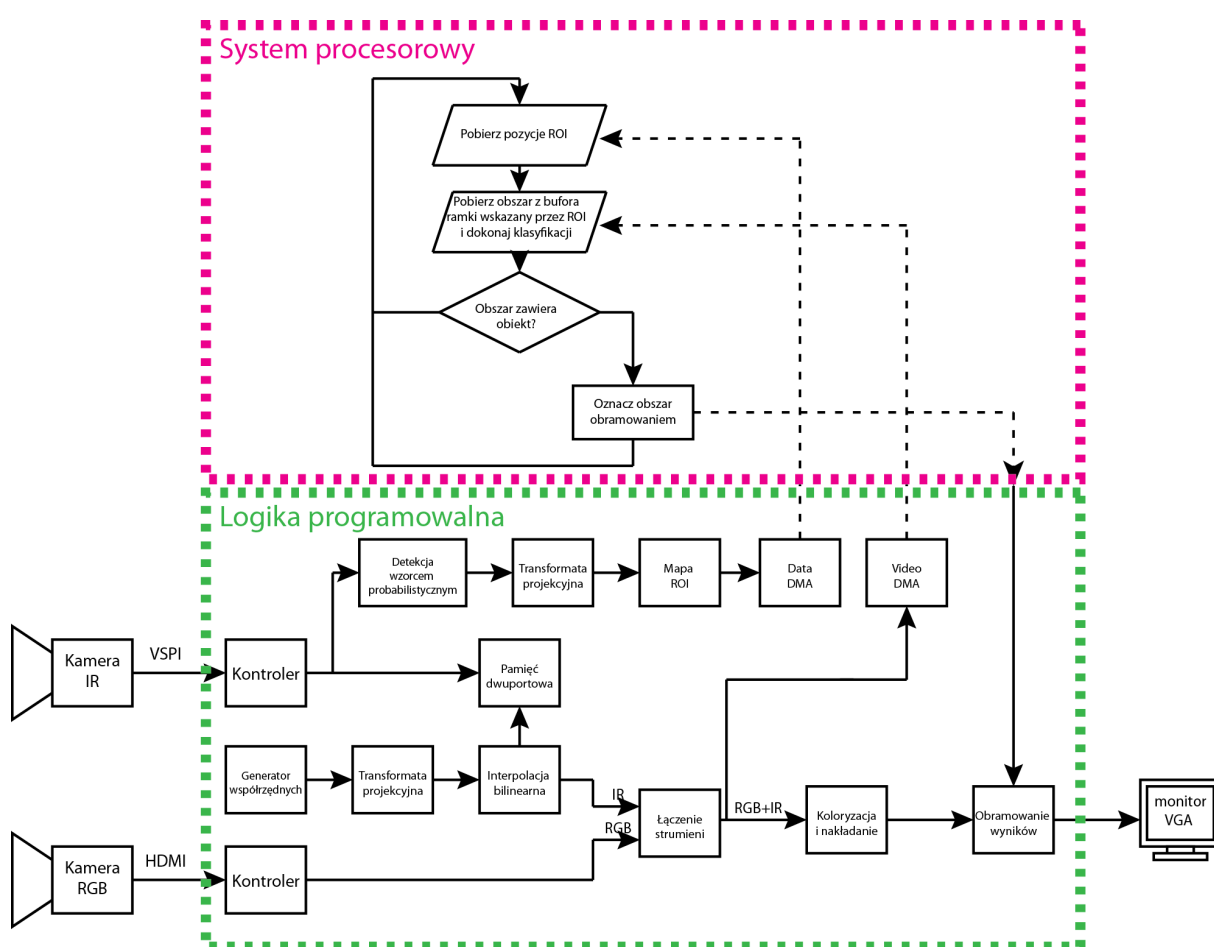 System procesorowy
Pobierz pozycje ROI
Pobierz obszar z bufora
ramki wskazany przez ROI
i dokonaj klasyfikacji
Obszar zawiera
obiekt?
Oznacz obszar
obramowaniem
Logika programowalna
Detekcja
wzorcem
probabilistycznym
Transformata
projekcyjna
Mapa
ROI
Data
DMA
Video
DMA
Kamera
IR
VSPI
Kontroler
Pamięć
dwuportowa
Generator
współrzędnych
Transformata
projekcyjna
Interpolacja
bilinearna
IR
RGB
Łączenie
strumieni
RGB+IR
Koloryzacja
i nakładanie
Obramowanie
wyników
monitor
VGA
Kamera
RGB
HDMI
Kontroler